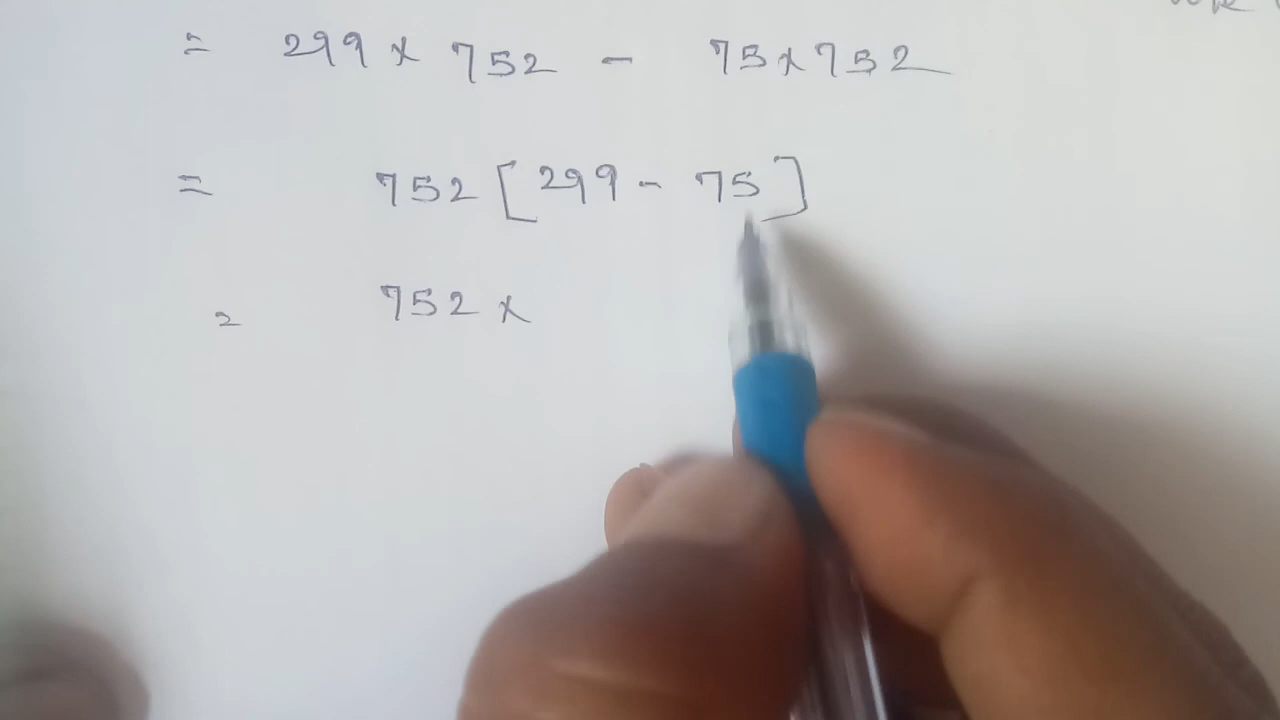 = 299 × 752 - 75 × 752
= 752 [ 299 - 75 ]
= 752 ×